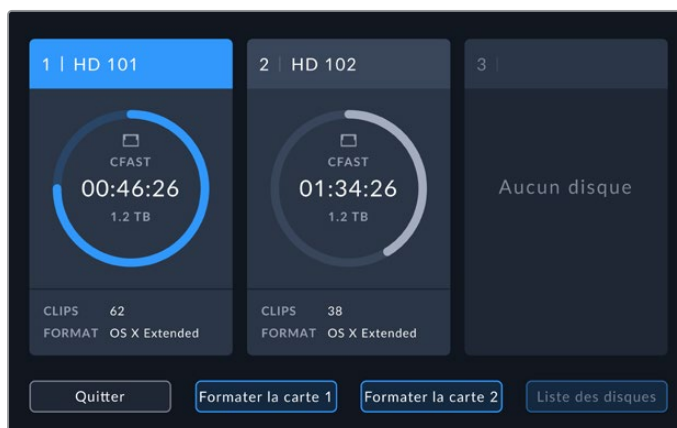 1 | HD 101
CFAST
00:46:26
1.2 TB
CLIPS 62
FORMAT OS X Extended
2 | HD 102
CFAST
01:34:26
1.2 TB
CLIPS 38
FORMAT OS X Extended
3 |
Aucun disque
Quitter
Formater la carte 1
Formater la carte 2
Liste des disques